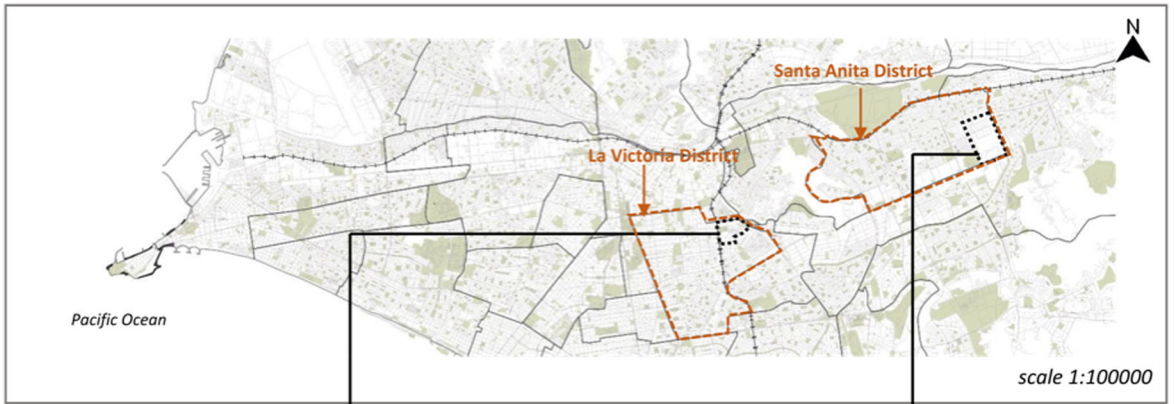 N
Santa Anita District
La Victoria District
Pacific Ocean
scale 1:100000